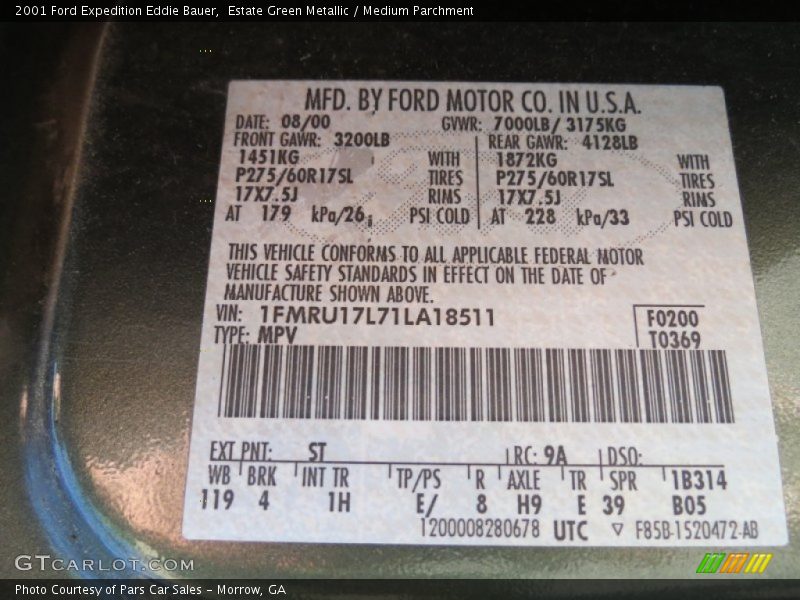 2001 Ford Expedition Eddie Bauer,  Estate Green Metallic / Medium Parchment
MFD. BY FORD MOTOR CO. IN U.S.A.
DATE: 08/00 GVWR: 7000LB/ 3175KG
FRONT GAWR: 3200LB REAR GAWR: 4128LB
1451KG WITH 1872KG WITH
P275/60R17SL TIRES P275/60R17SL TIRES
17X7.5J RIMS 17X7.5J RIMS
AT 179 kPa/26 PSI COLD AT 228 kPa/33 PSI COLD
THIS VEHICLE CONFORMS TO ALL APPLICABLE FEDERAL MOTOR
VEHICLE SAFETY STANDARDS IN EFFECT ON THE DATE OF
MANUFACTURE SHOWN ABOVE.
VIN: 1FMRU17L71LA18511 F0200
TYPE: MPV T0369
EXT PNT: ST RC: 9A DSO:
WB BRK INT TR TP/PS R AXLE TR SPR 1B314
119 4 1H E/ 8 H9 E 39 B05
1200008280678 UTC ▽ F85B-1520472-AB
GTCARLOT.COM
Photo Courtesy of Pars Car Sales - Morrow, GA